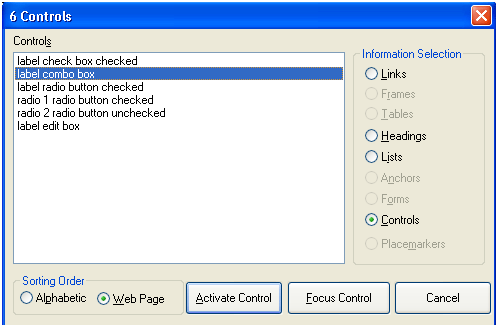 6 Controls
Controls
label check box checked
label combo box
label radio button checked
radio 1 radio button checked
radio 2 radio button unchecked
label edit box
Information Selection
Links
Frames
Tables
Headings
Lists
Anchors
Forms
Controls
Placemarkers
Sorting Order
Alphabetic
Web Page
Activate Control
Focus Control
Cancel